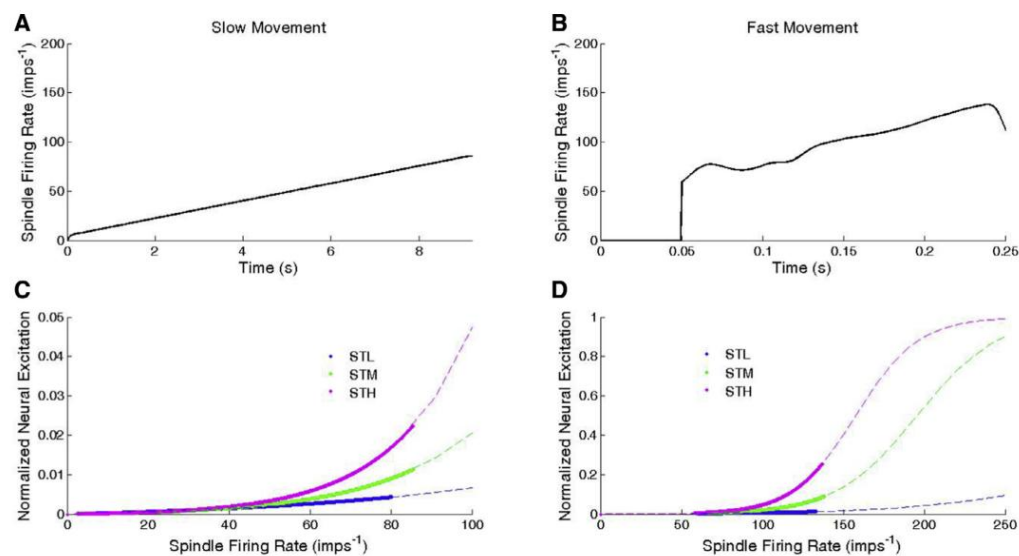 A
Slow Movement
Spindle Firing Rate (imps-1)
200
150
100
50
0
0
2
4
6
8
Time (s)
B
Fast Movement
Spindle Firing Rate (imps-1)
200
150
100
50
0
0
0.05
0.1
0.15
0.2
0.25
Time (s)
C
Normalized Neural Excitation
0.05
0.04
0.03
0.02
0.01
0
0
20
40
60
80
100
STL
STM
STH
Spindle Firing Rate (imps-1)
D
Normalized Neural Excitation
1
0.8
0.6
0.4
0.2
0
0
50
100
150
200
250
STL
STM
STH
Spindle Firing Rate (imps-1)